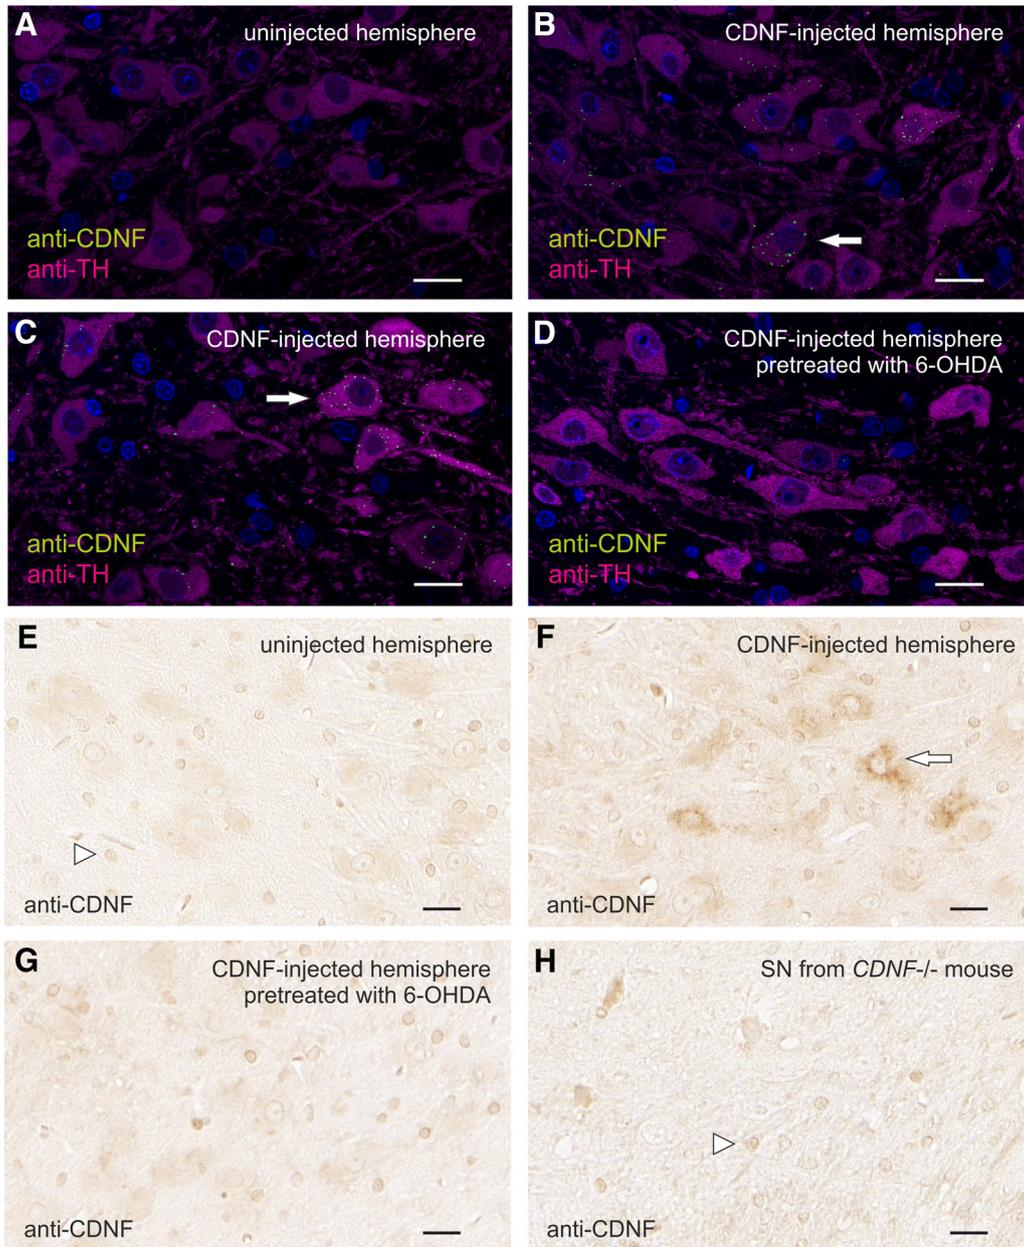 A
uninjected hemisphere
anti-CDNF
anti-TH
B
CDNF-injected hemisphere
anti-CDNF
anti-TH
C
CDNF-injected hemisphere
anti-CDNF
anti-TH
D
CDNF-injected hemisphere
pretreated with 6-OHDA
anti-CDNF
anti-TH
E
uninjected hemisphere
anti-CDNF
F
CDNF-injected hemisphere
anti-CDNF
G
CDNF-injected hemisphere
pretreated with 6-OHDA
anti-CDNF
H
SN from CDNF-/- mouse
anti-CDNF